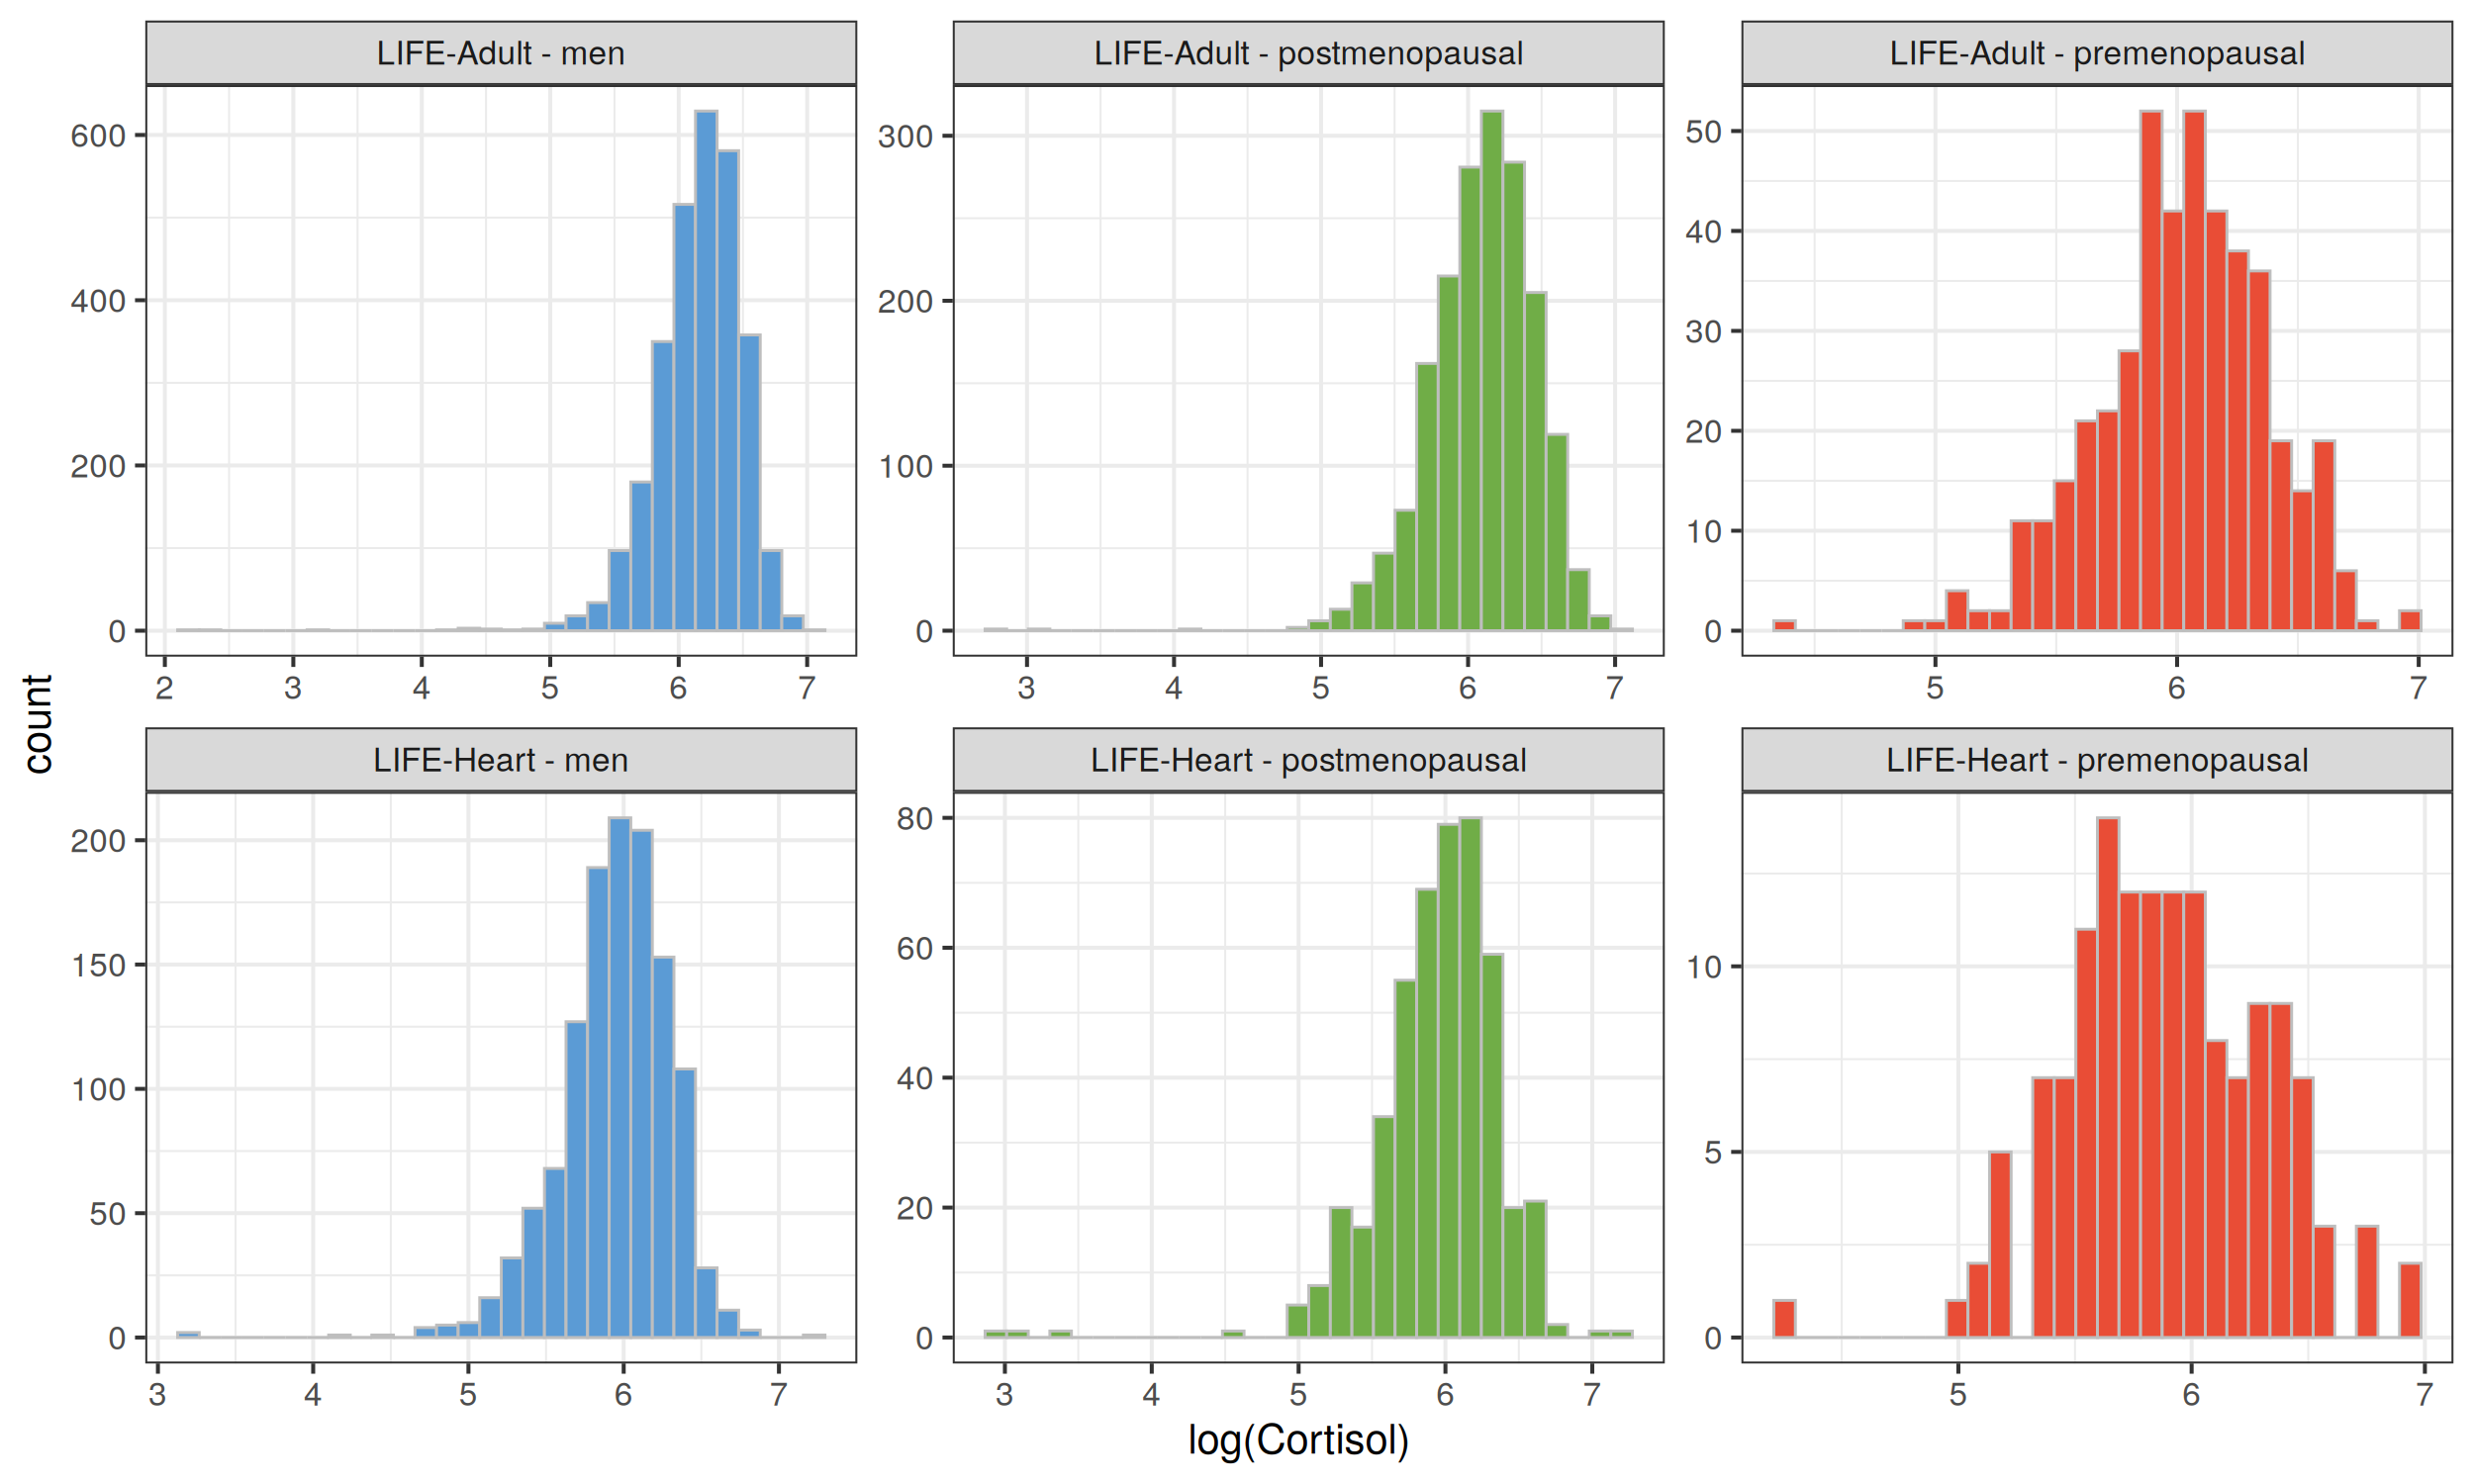 LIFE-Adult - men
LIFE-Adult - postmenopausal
LIFE-Adult - premenopausal
600
400
200
0
2 3 4 5 6 7
300
200
100
0
3 4 5 6 7
50
40
30
20
10
0
5 6 7
count
LIFE-Heart - men
LIFE-Heart - postmenopausal
LIFE-Heart - premenopausal
200
150
100
50
0
3 4 5 6 7
80
60
40
20
0
3 4 5 6 7
10
5
0
5 6 7
log(Cortisol)